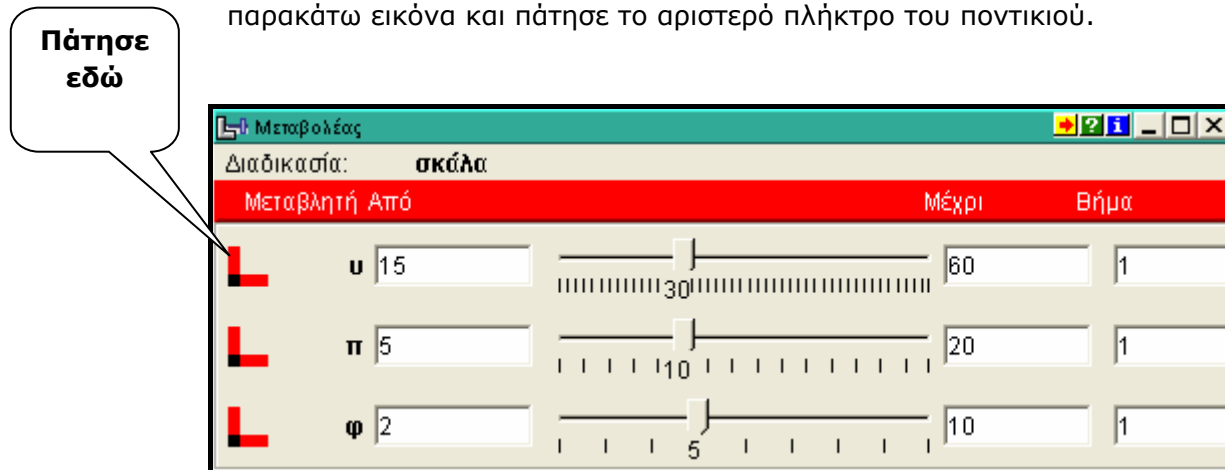 παρακάτω εικόνα και πάτησε το αριστερό πλήκτρο του ποντικιού.
Πάτησε
εδώ
Μεταβολέας
Διαδικασία: σκάλα
Μεταβλητή Από Μέχρι Βήμα
υ 15 30 60 1
π 5 10 20 1
φ 2 5 10 1